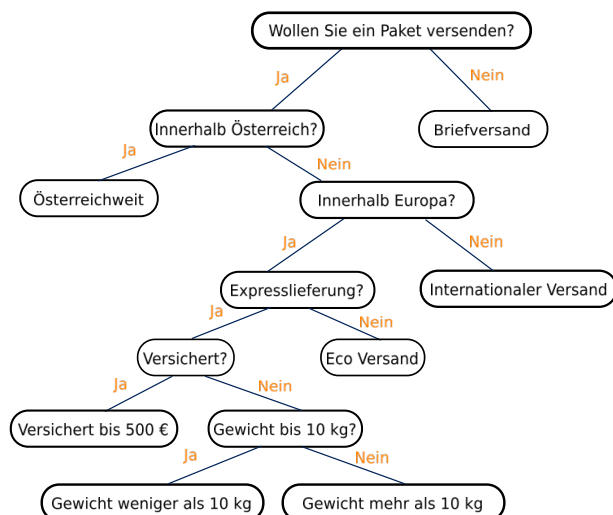 Wollen Sie ein Paket versenden?
Ja
Nein
Innerhalb Österreich?
Briefversand
Ja
Nein
Österreichweit
Innerhalb Europa?
Ja
Nein
Expresslieferung?
Internationaler Versand
Ja
Nein
Versichert?
Eco Versand
Ja
Nein
Versichert bis 500 €
Gewicht bis 10 kg?
Ja
Nein
Gewicht weniger als 10 kg
Gewicht mehr als 10 kg